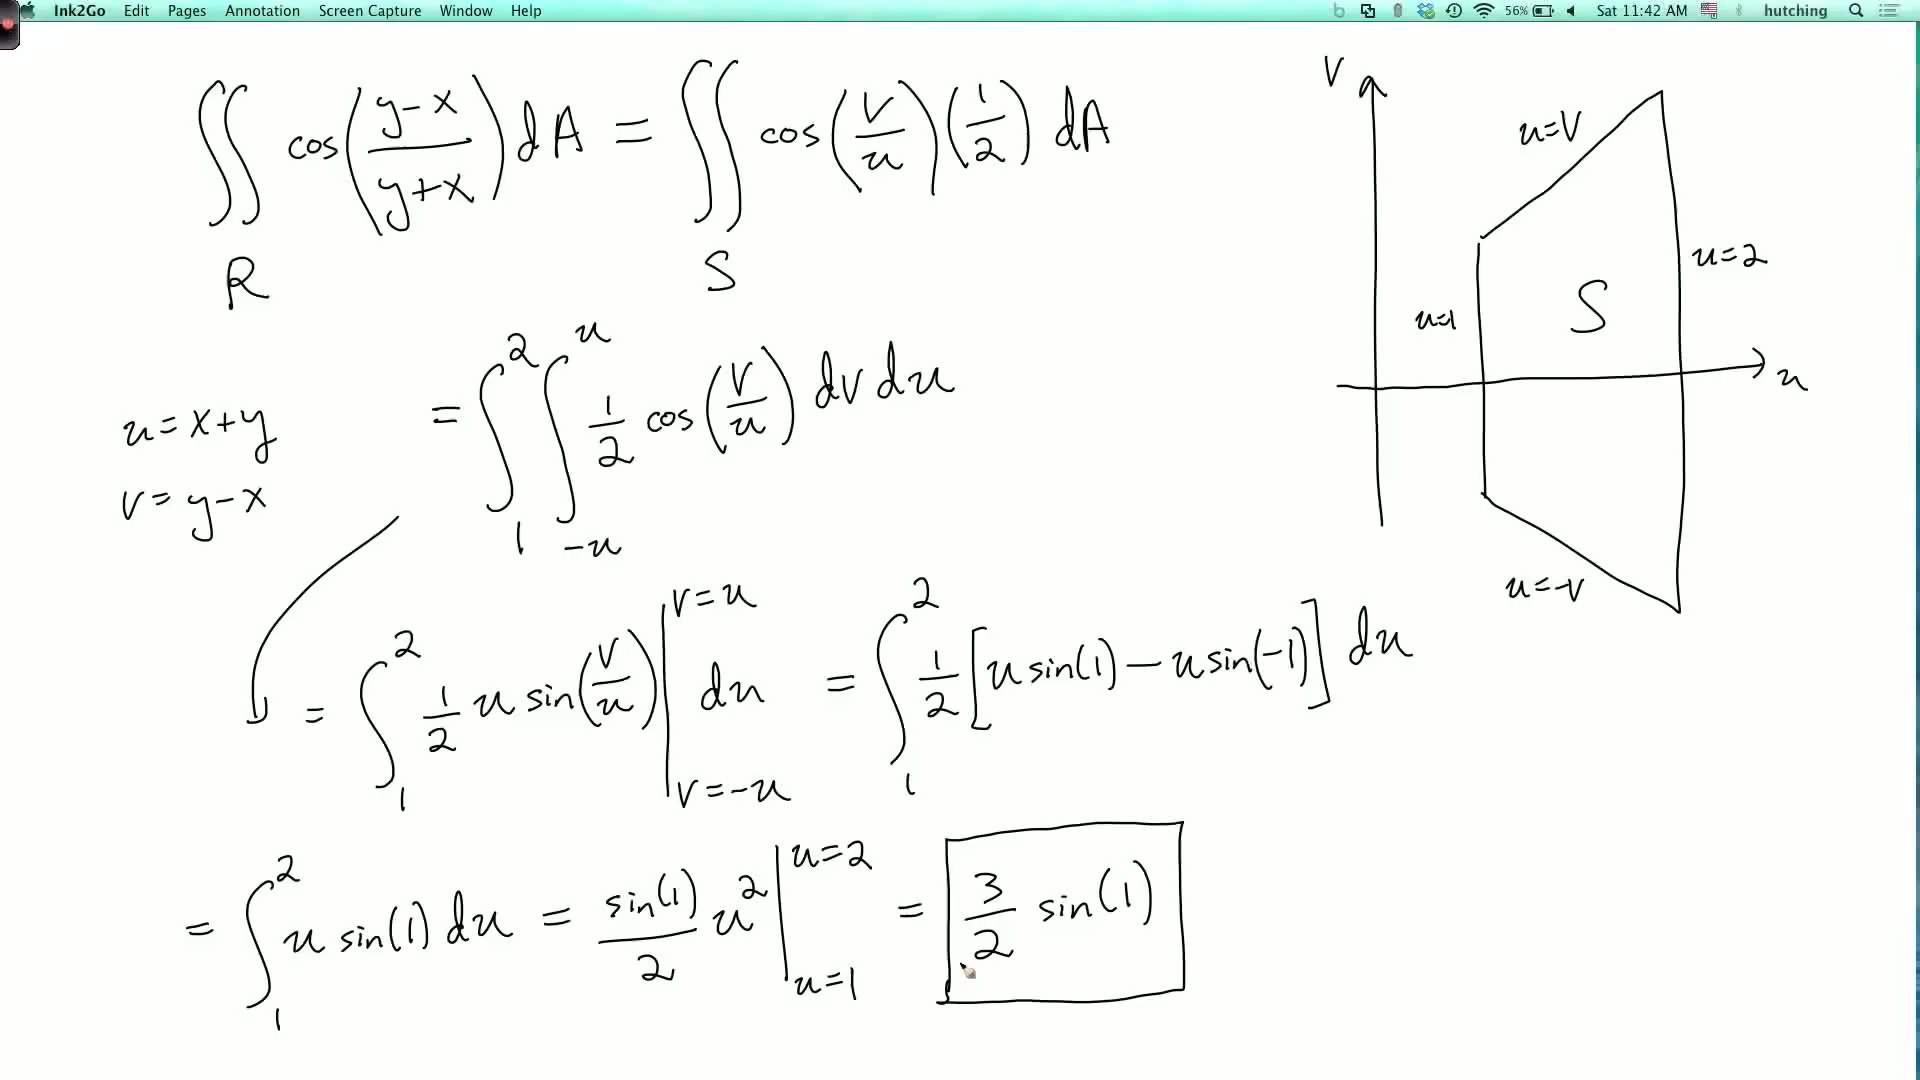 Ink2Go Edit Pages Annotation Screen Capture Window Help 56% Sat 11:42 AM hutching
∬_R cos((y-x)/(y+x)) dA = ∬_S cos(v/u) (1/2) dA
= ∫_1^2 ∫_{-u}^{u} 1/2 cos(v/u) dv du
u = x+y
v = y-x
= ∫_1^2 1/2 u sin(v/u) |_{v=-u}^{v=u} du = ∫_1^2 1/2 [u sin(1) - u sin(-1)] du
= ∫_1^2 u sin(1) du = sin(1)/2 u^2 |_{u=1}^{u=2} = 3/2 sin(1)
v
u=v
u=2
u=1
S
u
u=-v